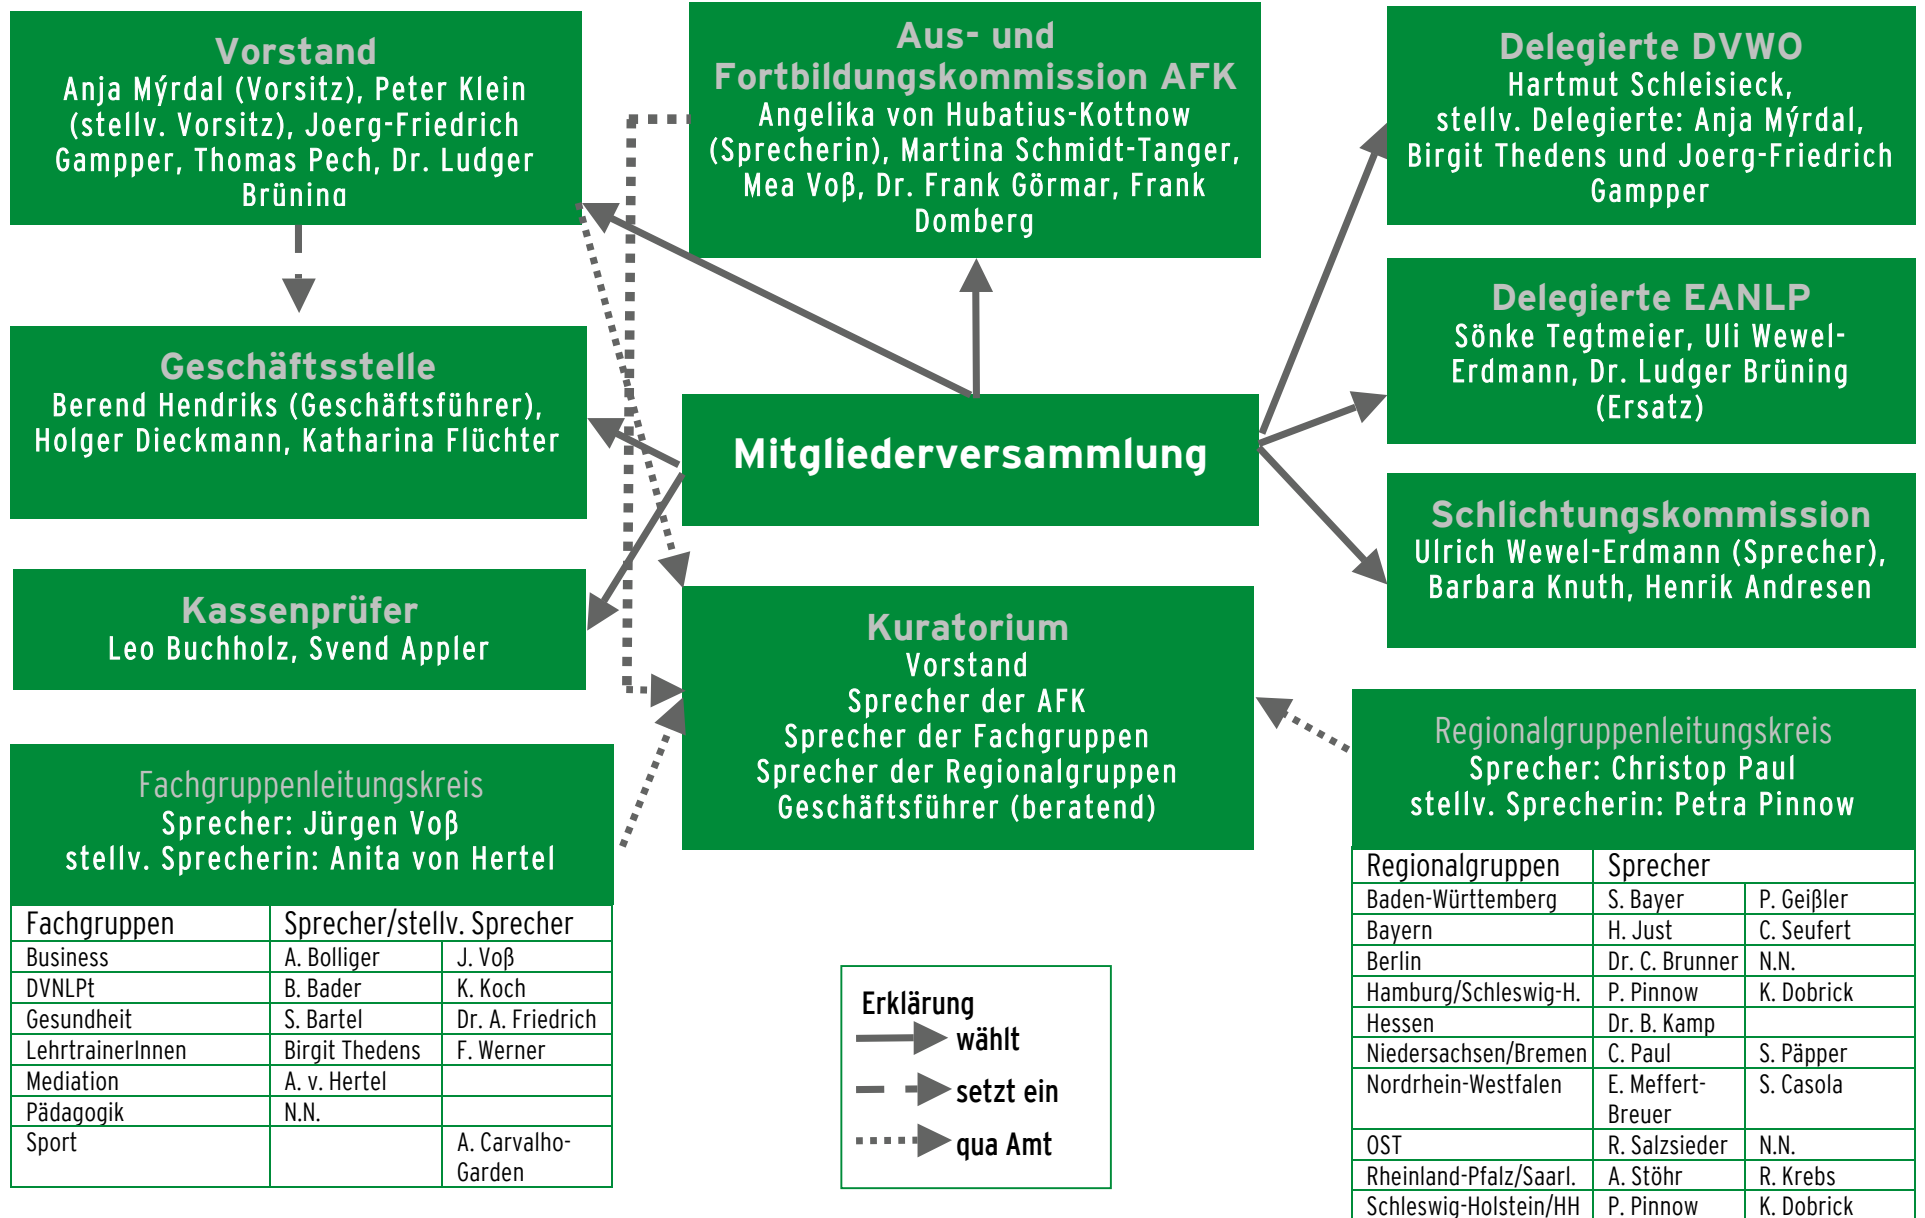 Vorstand
Anja Mýrdal (Vorsitz), Peter Klein
(stellv. Vorsitz), Joerg-Friedrich
Gampper, Thomas Pech, Dr. Ludger
Brüning
Aus- und
Fortbildungskommission AFK
Angelika von Hubatius-Kottnow
(Sprecherin), Martina Schmidt-Tanger,
Mea Voß, Dr. Frank Görmar, Frank
Domberg
Delegierte DVWO
Hartmut Schleisieck,
stellv. Delegierte: Anja Mýrdal,
Birgit Thedens und Joerg-Friedrich
Gampper
Delegierte EANLP
Sönke Tegtmeier, Uli Wewel-
Erdmann, Dr. Ludger Brüning
(Ersatz)
Geschäftsstelle
Berend Hendriks (Geschäftsführer),
Holger Dieckmann, Katharina Flüchter
Mitgliederversammlung
Schlichtungskommission
Ulrich Wewel-Erdmann (Sprecher),
Barbara Knuth, Henrik Andresen
Kassenprüfer
Leo Buchholz, Svend Appler
Kuratorium
Vorstand
Sprecher der AFK
Sprecher der Fachgruppen
Sprecher der Regionalgruppen
Geschäftsführer (beratend)
Fachgruppenleitungskreis
Sprecher: Jürgen Voß
stellv. Sprecherin: Anita von Hertel
Fachgruppen Sprecher/stellv. Sprecher
Business A. Bolliger J. Voß
DVNLPt B. Bader K. Koch
Gesundheit S. Bartel Dr. A. Friedrich
LehrtrainerInnen Birgit Thedens F. Werner
Mediation A. v. Hertel
Pädagogik N.N.
Sport A. Carvalho-
Garden
Erklärung
wählt
setzt ein
qua Amt
Regionalgruppenleitungskreis
Sprecher: Christop Paul
stellv. Sprecherin: Petra Pinnow
Regionalgruppen Sprecher
Baden-Württemberg S. Bayer P. Geißler
Bayern H. Just C. Seufert
Berlin Dr. C. Brunner N.N.
Hamburg/Schleswig-H. P. Pinnow K. Dobrick
Hessen Dr. B. Kamp
Niedersachsen/Bremen C. Paul S. Päpper
Nordrhein-Westfalen E. Meffert- S. Casola
Breuer
OST R. Salzsieder N.N.
Rheinland-Pfalz/Saarl. A. Stöhr R. Krebs
Schleswig-Holstein/HH P. Pinnow K. Dobrick